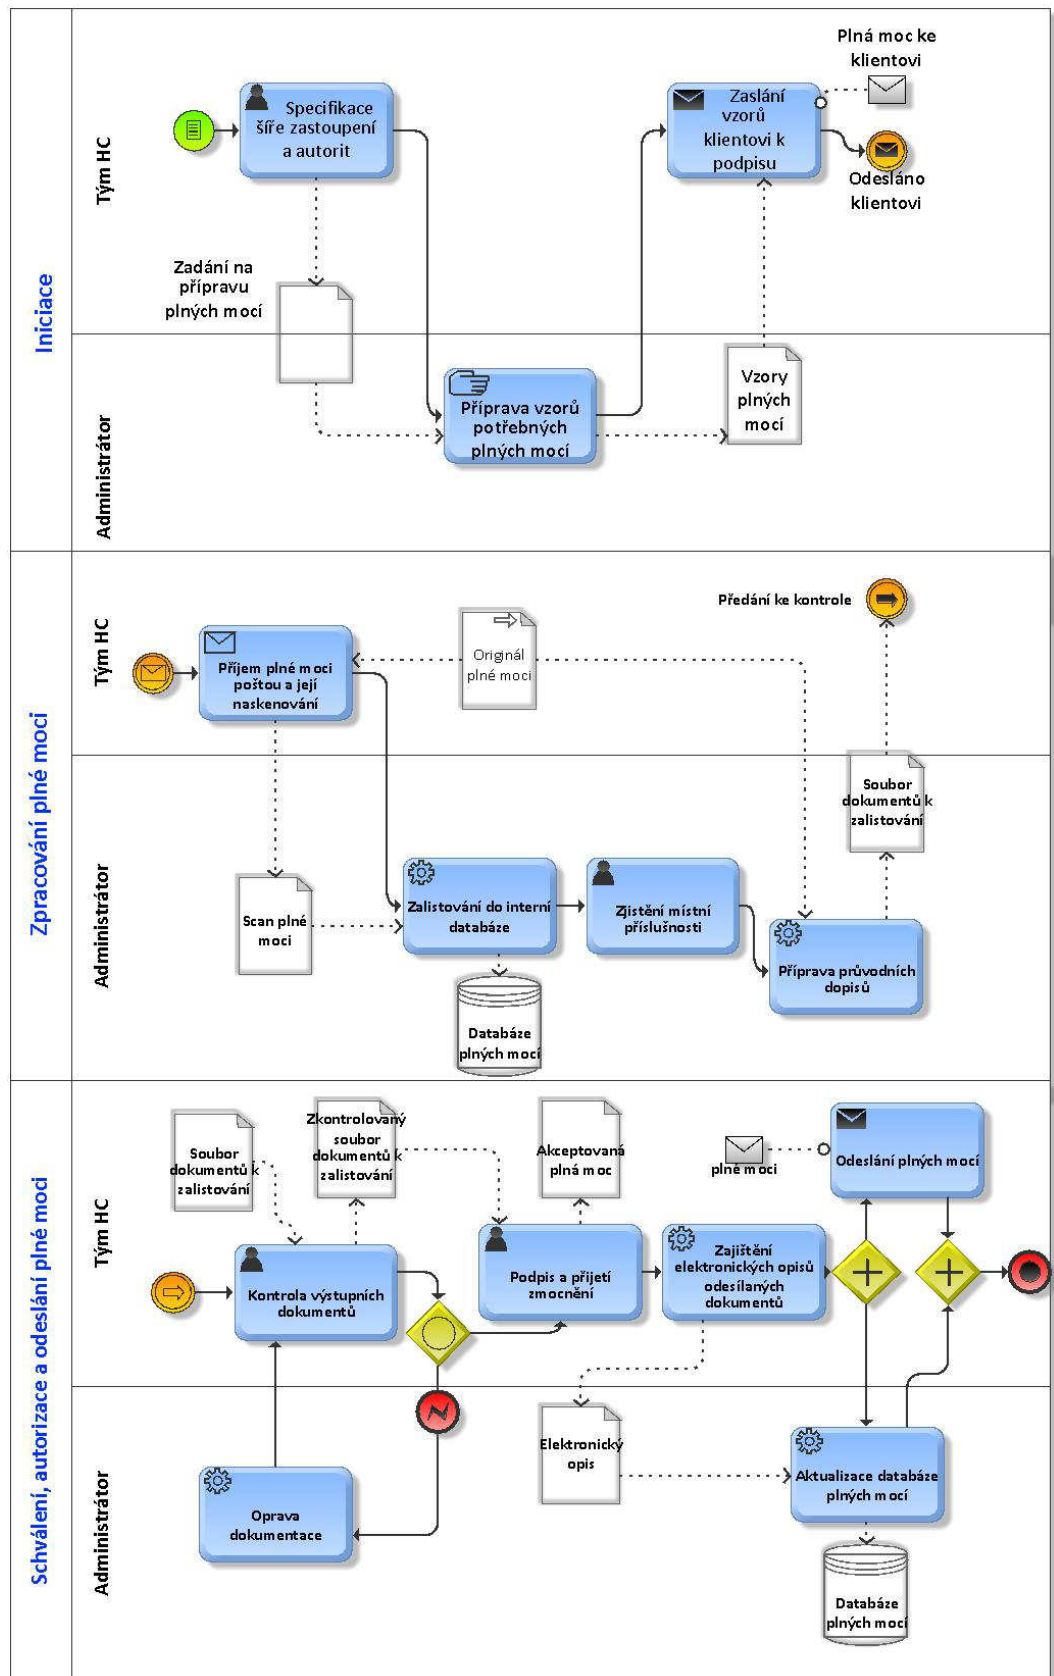 Iniciace
Tým HC
Specifikace
šíře zastoupení
a autorit
Zaslání
vzorů
klientovi k
podpisu
Plná moc ke
klientovi
Odesláno
klientovi
Zadání na
přípravu
plných mocí
Administrátor
Příprava vzorů
potřebných
plných mocí
Vzory
plných
mocí
Zpracování plné moci
Tým HC
Příjem plné moci
poštou a její
naskenování
Originál
plné moci
Předání ke kontrole
Administrátor
Soubor
dokumentů k
zalistování
Scan plné
moci
Zalistování do interní
databáze
Zjistění místní
příslušnosti
Příprava průvodních
dopisů
Databáze
plných mocí
Schválení, autorizace a odeslání plné moci
Tým HC
Soubor
dokumentů k
zalistování
Zkontrolovaný
soubor
dokumentů k
zalistování
Akceptovaná
plná moc
plné moci
Odeslání plných mocí
Kontrola výstupních
dokumentů
Podpis a přijetí
zmocnění
Zajištění
elektronických opisů
odesílaných
dokumentů
Administrátor
Oprava
dokumentace
Elektronický
opis
Aktualizace databáze
plných mocí
Databáze
plných mocí